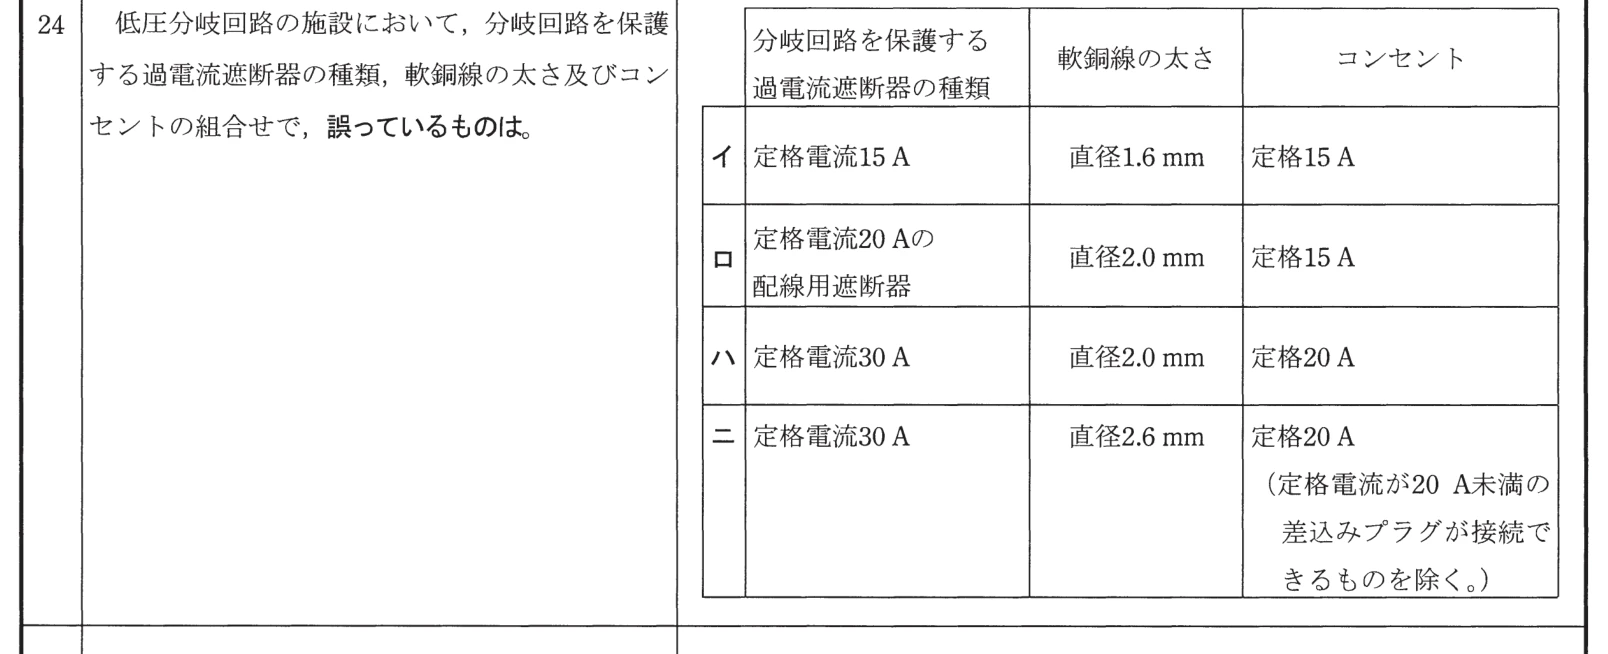 24
低圧分岐回路の施設において，分岐回路を保護
する過電流遮断器の種類，軟銅線の太さ及びコン
セントの組合せで，誤っているものは。
分岐回路を保護する
過電流遮断器の種類
軟銅線の太さ
コンセント
イ 定格電流15 A 直径1.6 mm 定格15 A
ロ 定格電流20 Aの
配線用遮断器
直径2.0 mm 定格15 A
ハ 定格電流30 A 直径2.0 mm 定格20 A
ニ 定格電流30 A 直径2.6 mm 定格20 A
（定格電流が20 A未満の
差込みプラグが接続で
きるものを除く。）